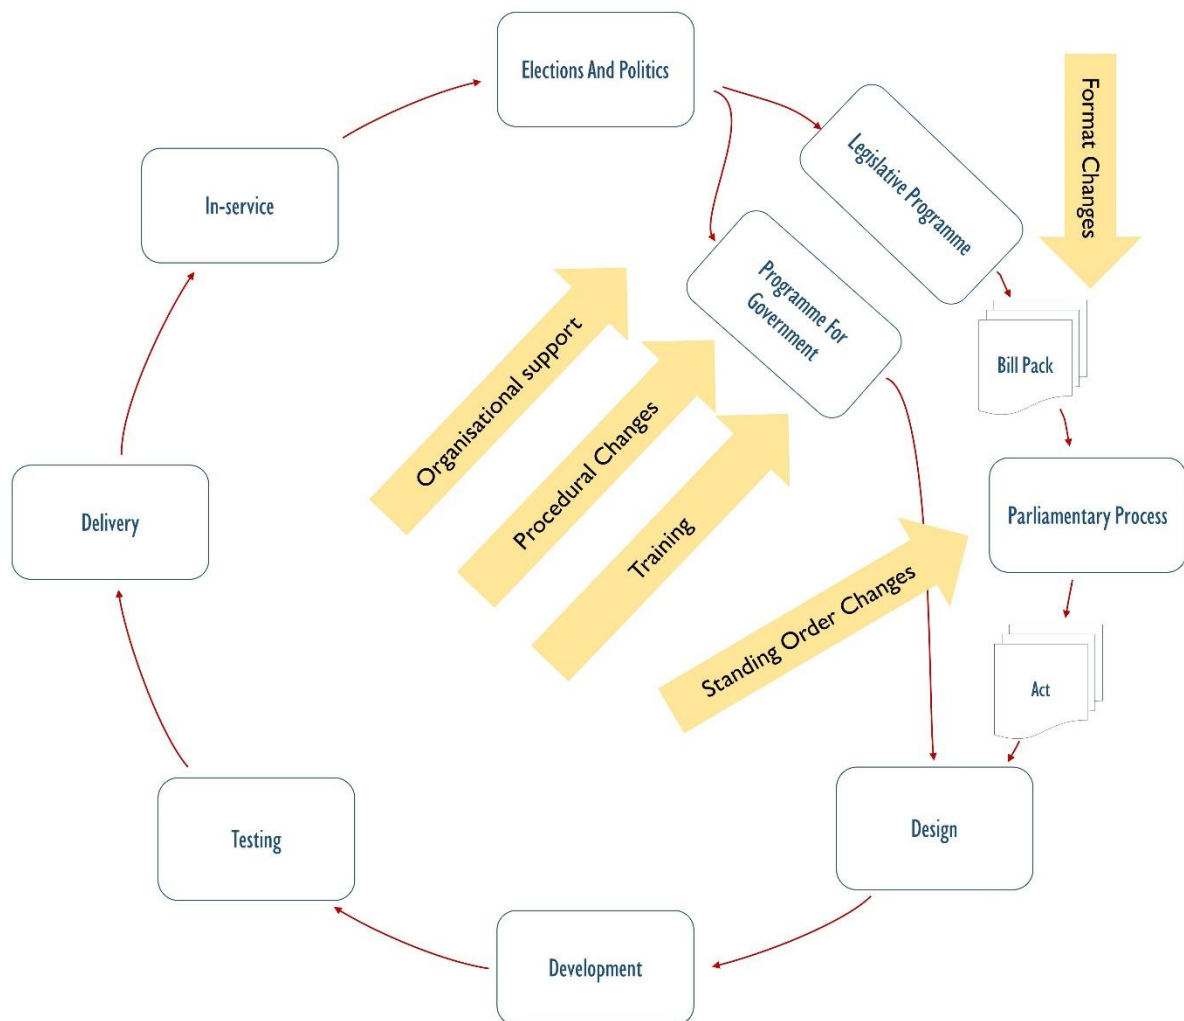 Elections And Politics
Legislative Programme
Format Changes
In-service
Programme For
Government
Organisational support
Bill Pack
Procedural Changes
Training
Delivery
Parliamentary Process
Standing Order Changes
Act
Testing
Design
Development